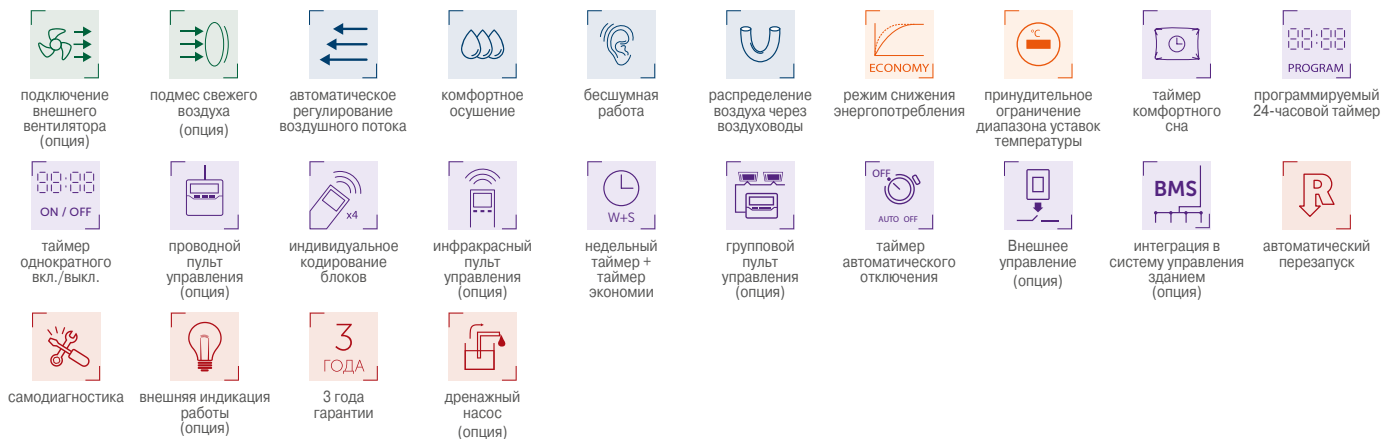 °C
ECONOMY
88:88
PROGRAM
подключение
внешнего
вентилятора
(опция)
подмес свежего
воздуха
(опция)
автоматическое
регулирование
воздушного потока
комфортное
осушение
бесшумная
работа
распределение
воздуха через
воздуховоды
режим снижения
энергопотребления
принудительное
ограничение
диапазона уставок
температуры
таймер
комфортного
сна
программируемый
24-часовой таймер
88:88
ON / OFF
x4
W+S
OFF
AUTO OFF
BMS
R
таймер
однократного
вкл./выкл.
проводной
пульт
управления
(опция)
индивидуальное
кодирование
блоков
инфракрасный
пульт
управления
(опция)
недельный
таймер +
таймер
экономии
групповой
пульт
управления
(опция)
таймер
автоматического
отключения
Внешнее
управление
(опция)
интеграция в
систему управления
зданием
(опция)
автоматический
перезапуск
3
ГОДА
самодиагностика
внешняя индикация
работы
(опция)
3 года
гарантии
дренажный
насос
(опция)